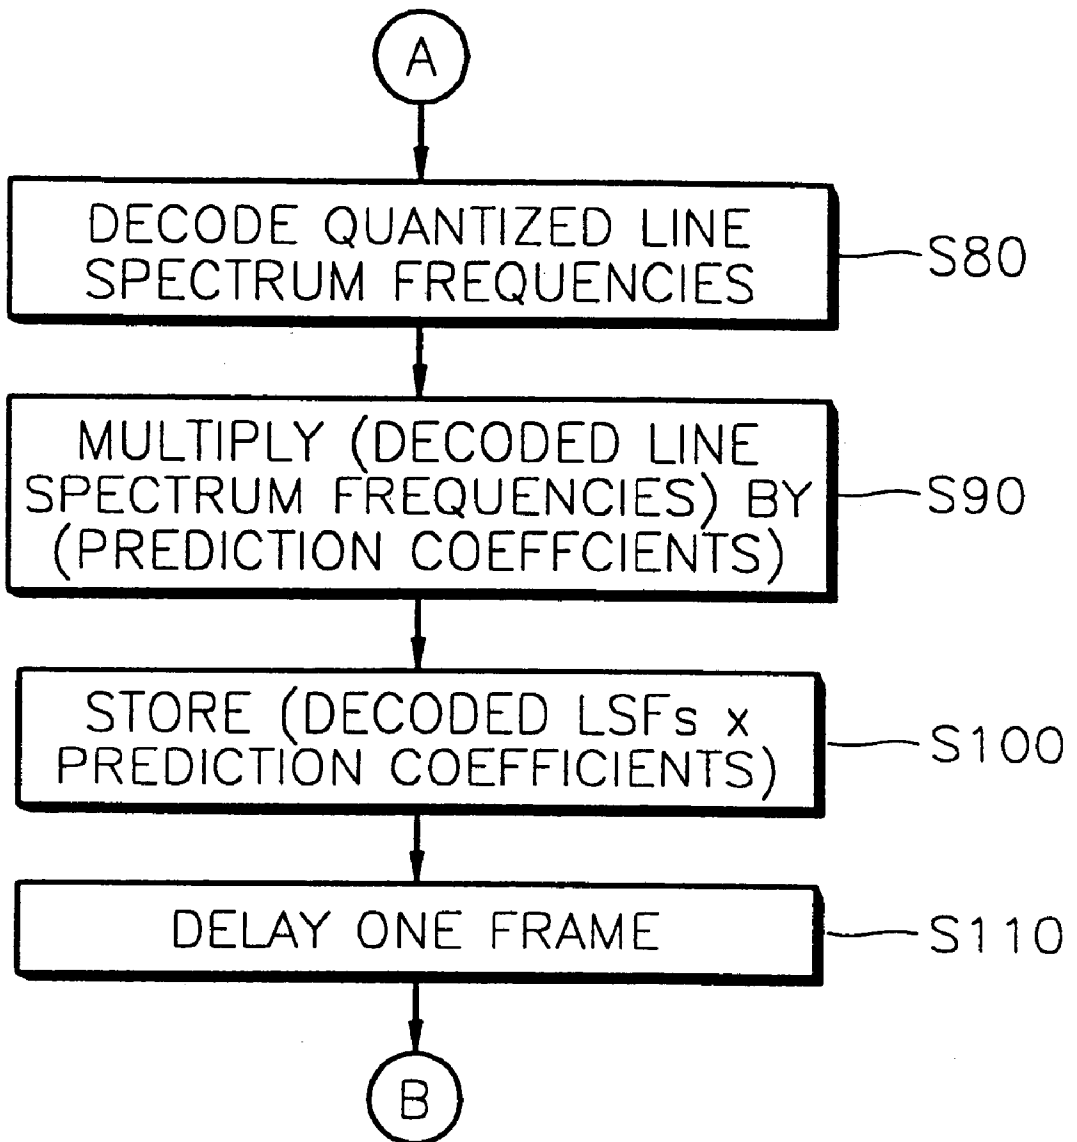 A
DECODE QUANTIZED LINE
SPECTRUM FREQUENCIES
S80
MULTIPLY (DECODED LINE
SPECTRUM FREQUENCIES) BY
(PREDICTION COEFFCIENTS)
S90
STORE (DECODED LSFs x
PREDICTION COEFFICIENTS)
S100
DELAY ONE FRAME
S110
B